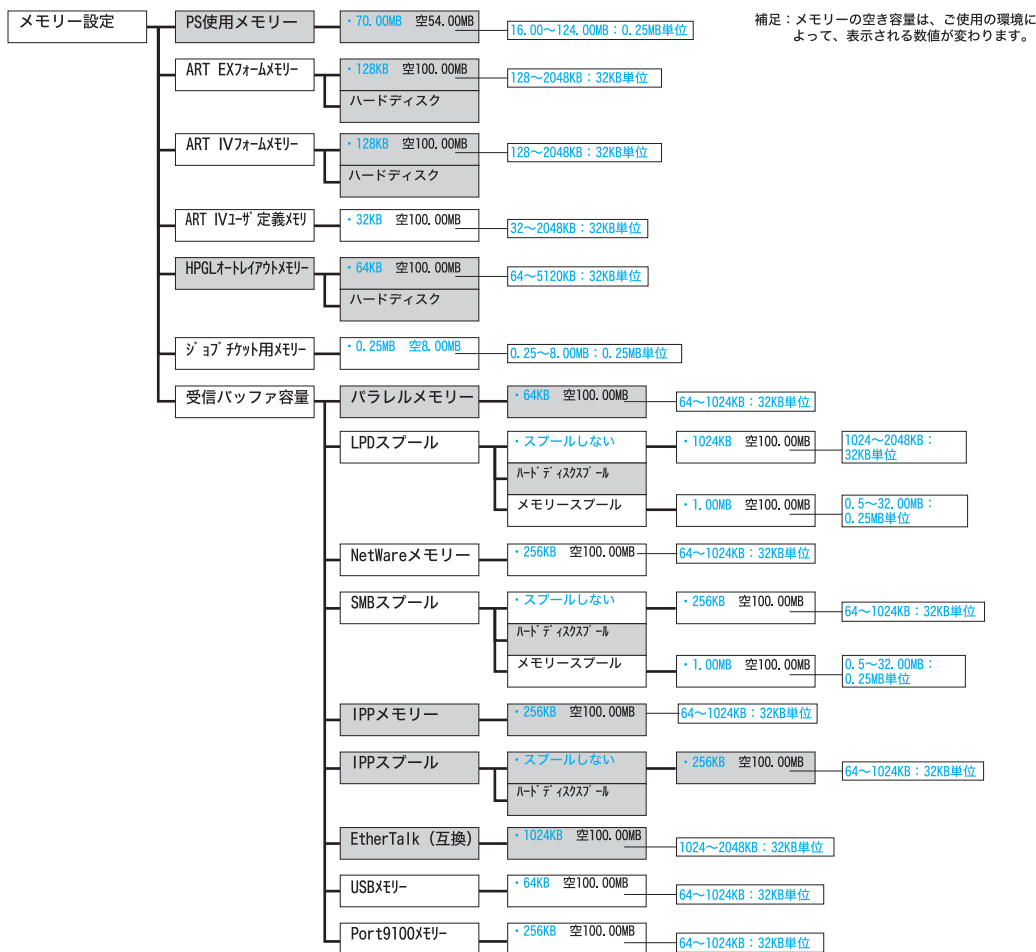 メモリー設定
PS使用メモリー
・70.00MB 空54.00MB
16.00～124.00MB：0.25MB単位
補足：メモリーの空き容量は、ご使用の環境に
よって、表示される数値が変わります。
ART EXフォームメモリー
・128KB 空100.00MB
128～2048KB：32KB単位
ハードディスク
ART IVフォームメモリー
・128KB 空100.00MB
128～2048KB：32KB単位
ハードディスク
ART IVユーザ定義メモリ
・32KB 空100.00MB
32～2048KB：32KB単位
HPGLオートレイアウトメモリー
・64KB 空100.00MB
64～5120KB：32KB単位
ハードディスク
ジョブチケット用メモリー
・0.25MB 空8.00MB
0.25～8.00MB：0.25MB単位
受信バッファ容量
パラレルメモリー
・64KB 空100.00MB
64～1024KB：32KB単位
LPDスプール
・スプールしない
・1024KB 空100.00MB
1024～2048KB：
32KB単位
ハードディスクスプール
メモリースプール
・1.00MB 空100.00MB
0.5～32.00MB：
0.25MB単位
NetWareメモリー
・256KB 空100.00MB
64～1024KB：32KB単位
SMBスプール
・スプールしない
・256KB 空100.00MB
64～1024KB：32KB単位
ハードディスクスプール
メモリースプール
・1.00MB 空100.00MB
0.5～32.00MB：
0.25MB単位
IPPメモリー
・256KB 空100.00MB
64～1024KB：32KB単位
IPPスプール
・スプールしない
・256KB 空100.00MB
64～1024KB：32KB単位
ハードディスクスプール
EtherTalk（互換）
・1024KB 空100.00MB
1024～2048KB：32KB単位
USBメモリー
・64KB 空100.00MB
64～1024KB：32KB単位
Port9100メモリー
・256KB 空100.00MB
64～1024KB：32KB単位